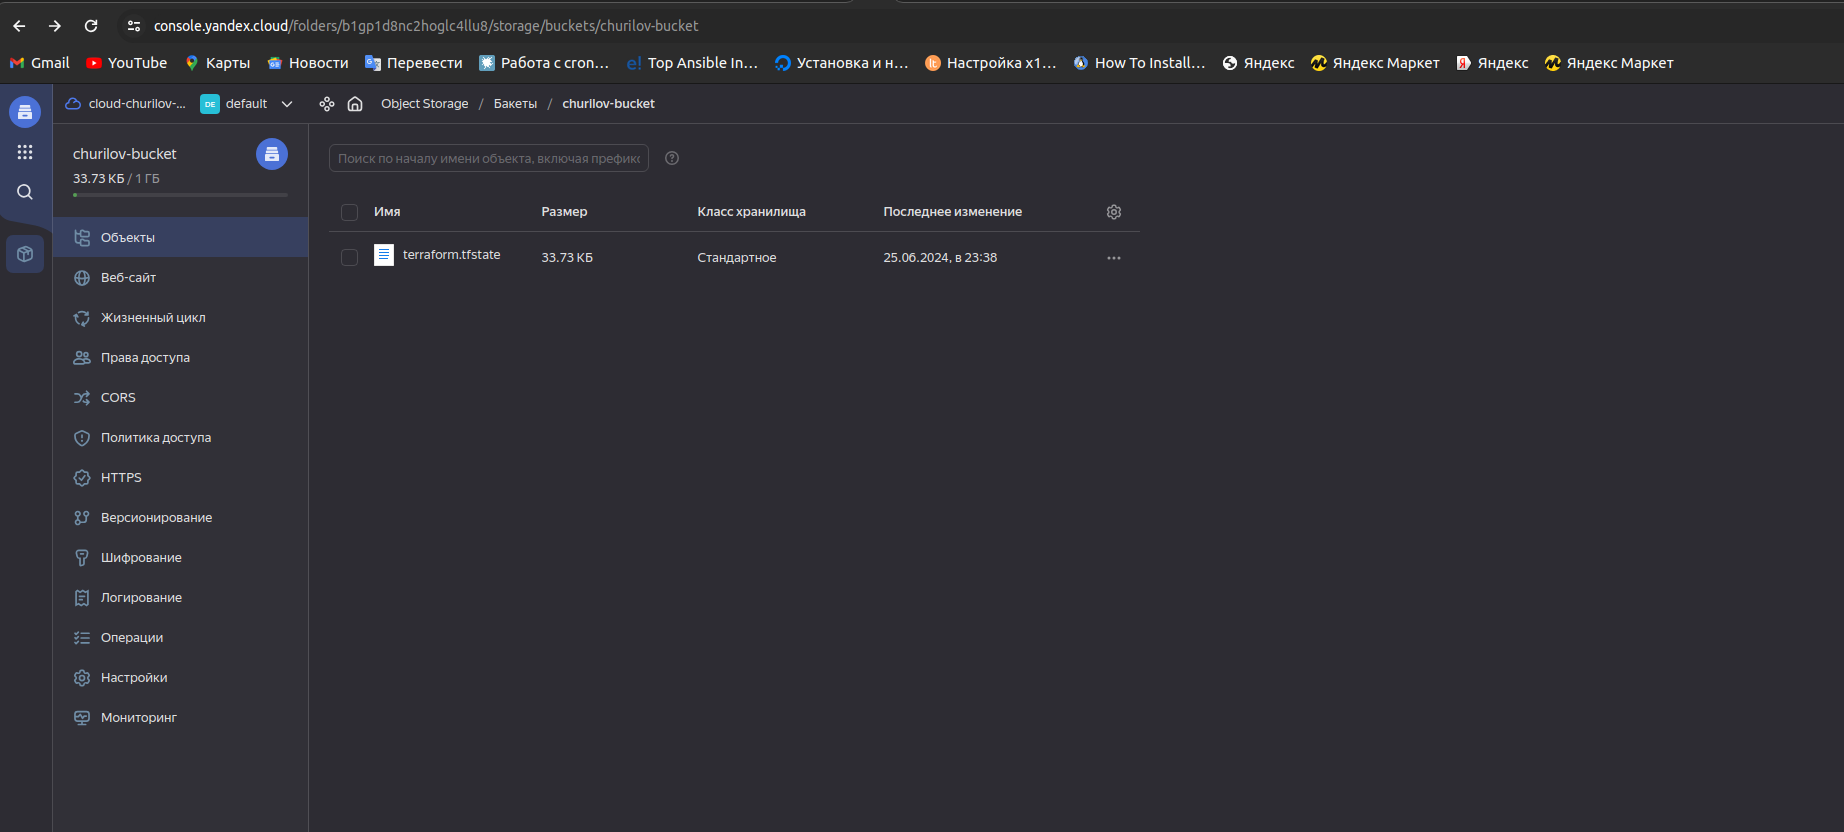 console.yandex.cloud/folders/b1gp1d8nc2hoglc4llu8/storage/buckets/churilov-bucket
Gmail YouTube Карты Новости Перевести Работа с cron... Top Ansible In... Установка и н... Настройка x1... How To Install... Яндекс Яндекс Маркет Яндекс Яндекс Маркет
cloud-churilov-... DE default Object Storage / Бакеты / churilov-bucket
churilov-bucket
33.73 КБ / 1 ГБ
Объекты
Веб-сайт
Жизненный цикл
Права доступа
CORS
Политика доступа
HTTPS
Версионирование
Шифрование
Логирование
Операции
Настройки
Мониторинг
Поиск по началу имени объекта, включая префикс
Имя Размер Класс хранилища Последнее изменение
terraform.tfstate 33.73 КБ Стандартное 25.06.2024, в 23:38